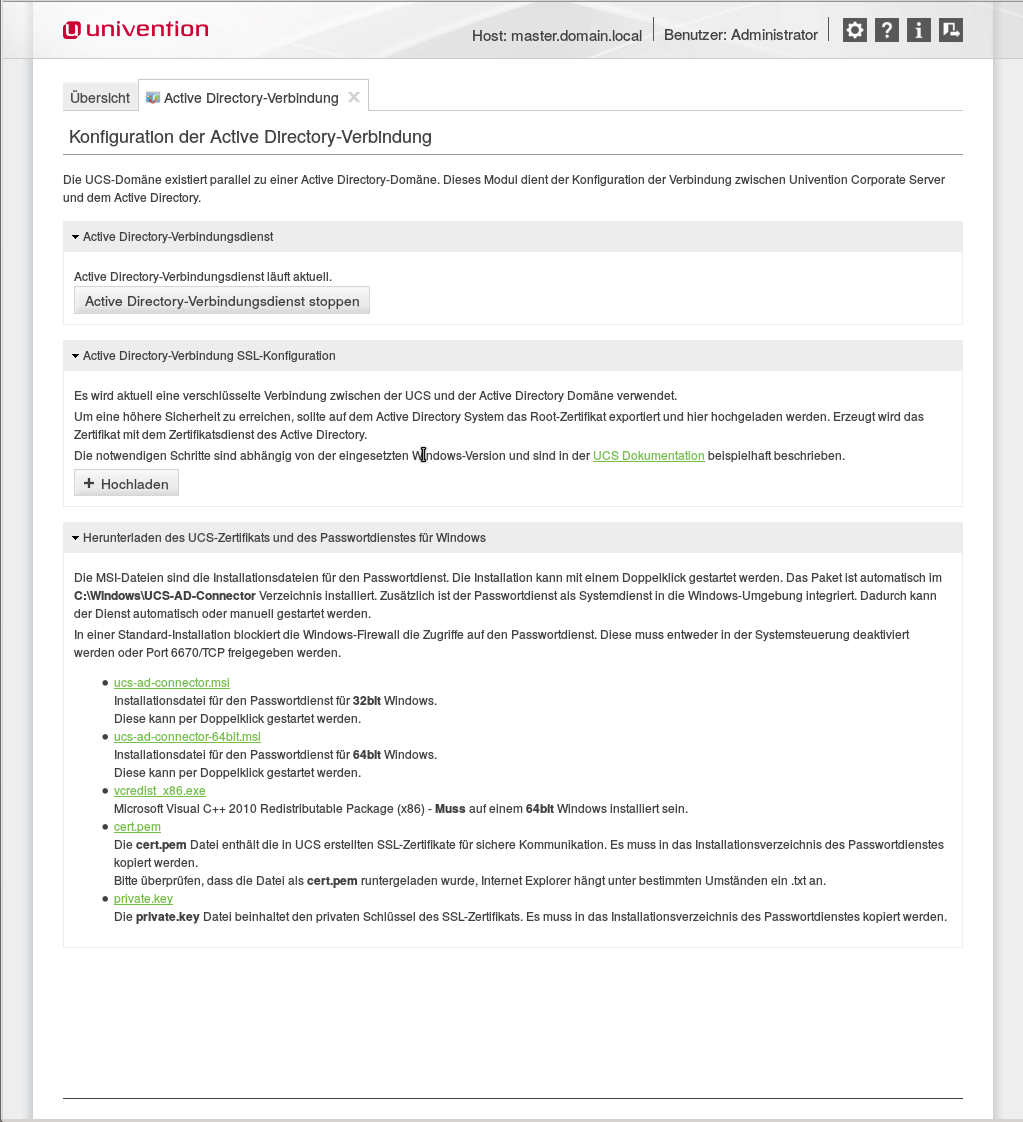 univention
Host: master.domain.local
Benutzer: Administrator
Übersicht
Active Directory-Verbindung
Konfiguration der Active Directory-Verbindung
Die UCS-Domäne existiert parallel zu einer Active Directory-Domäne. Dieses Modul dient der Konfiguration der Verbindung zwischen Univention Corporate Server
und dem Active Directory.
Active Directory-Verbindungsdienst
Active Directory-Verbindungsdienst läuft aktuell.
Active Directory-Verbindungsdienst stoppen
Active Directory-Verbindung SSL-Konfiguration
Es wird aktuell eine verschlüsselte Verbindung zwischen der UCS und der Active Directory Domäne verwendet.
Um eine höhere Sicherheit zu erreichen, sollte auf dem Active Directory System das Root-Zertifikat exportiert und hier hochgeladen werden. Erzeugt wird das
Zertifikat mit dem Zertifikatsdienst des Active Directory.
Die notwendigen Schritte sind abhängig von der eingesetzten Windows-Version und sind in der UCS Dokumentation beispielhaft beschrieben.
+ Hochladen
Herunterladen des UCS-Zertifikats und des Passwortdienstes für Windows
Die MSI-Dateien sind die Installationsdateien für den Passwortdienst. Die Installation kann mit einem Doppelklick gestartet werden. Das Paket ist automatisch im
C:\Windows\UCS-AD-Connector Verzeichnis installiert. Zusätzlich ist der Passwortdienst als Systemdienst in die Windows-Umgebung integriert. Dadurch kann
der Dienst automatisch oder manuell gestartet werden.
In einer Standard-Installation blockiert die Windows-Firewall die Zugriffe auf den Passwortdienst. Diese muss entweder in der Systemsteuerung deaktiviert
werden oder Port 6670/TCP freigegeben werden.
• ucs-ad-connector.msi
Installationsdatei für den Passwortdienst für 32bit Windows.
Diese kann per Doppelklick gestartet werden.
• ucs-ad-connector-64bit.msi
Installationsdatei für den Passwortdienst für 64bit Windows.
Diese kann per Doppelklick gestartet werden.
• vcredist_x86.exe
Microsoft Visual C++ 2010 Redistributable Package (x86) - Muss auf einem 64bit Windows installiert sein.
• cert.pem
Die cert.pem Datei enthält die in UCS erstellten SSL-Zertifikate für sichere Kommunikation. Es muss in das Installationsverzeichnis des Passwortdienstes
kopiert werden.
Bitte überprüfen, dass die Datei als cert.pem runtergeladen wurde, Internet Explorer hängt unter bestimmten Umständen ein .txt an.
• private.key
Die private.key Datei beinhaltet den privaten Schlüssel des SSL-Zertifikats. Es muss in das Installationsverzeichnis des Passwortdienstes kopiert werden.